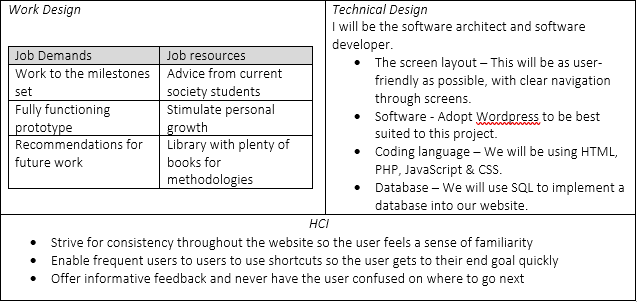 Work Design
Job Demands Job resources
Work to the milestones set Advice from current society students
Fully functioning prototype Stimulate personal growth
Recommendations for future work Library with plenty of books for methodologies
Technical Design
I will be the software architect and software
developer.
• The screen layout – This will be as user-
friendly as possible, with clear navigation
through screens.
• Software - Adopt Wordpress to be best
suited to this project.
• Coding language – We will be using HTML,
PHP, JavaScript & CSS.
• Database – We will use SQL to implement a
database into our website.
HCI
• Strive for consistency throughout the website so the user feels a sense of familiarity
• Enable frequent users to users to use shortcuts so the user gets to their end goal quickly
• Offer informative feedback and never have the user confused on where to go next